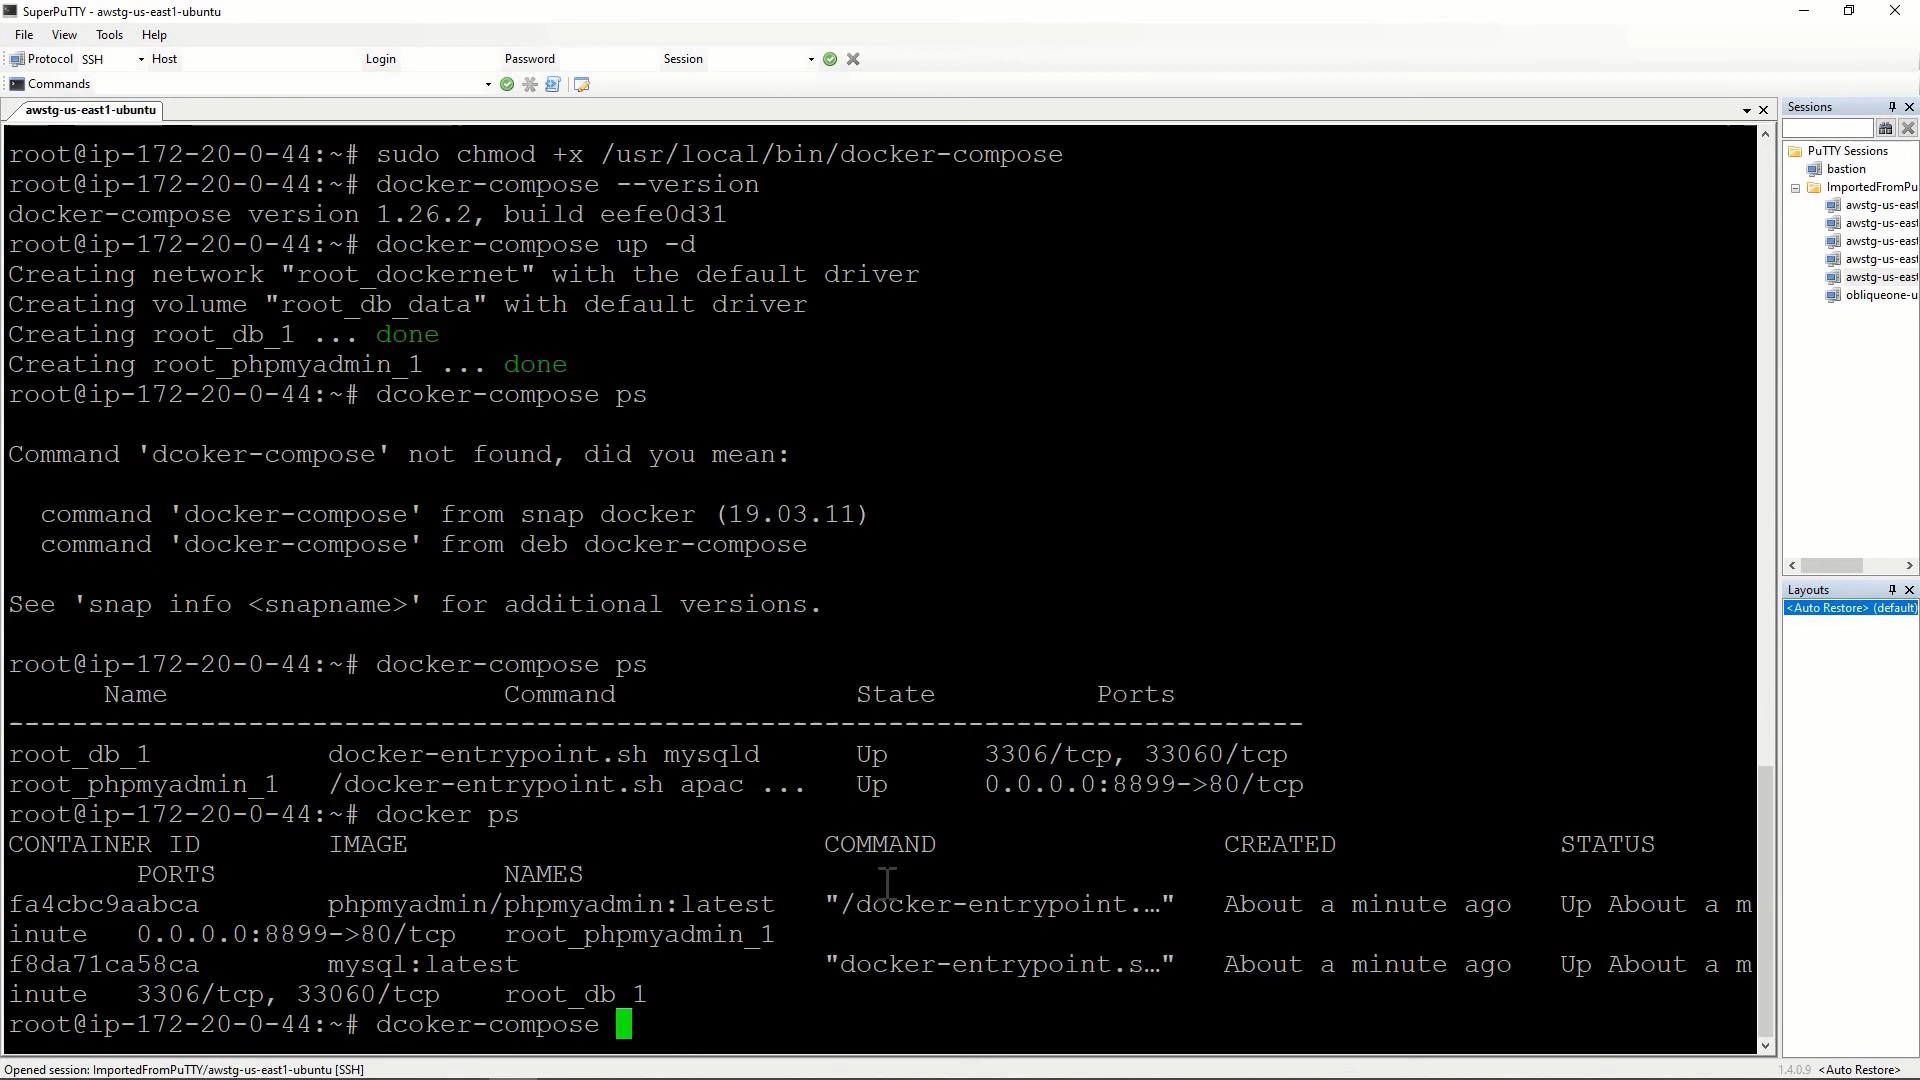 SuperPuTTY - awstg-us-east1-ubuntu
File View Tools Help
Protocol SSH Host Login Password Session
Commands
awstg-us-east1-ubuntu
root@ip-172-20-0-44:~# sudo chmod +x /usr/local/bin/docker-compose
root@ip-172-20-0-44:~# docker-compose --version
docker-compose version 1.26.2, build eefe0d31
root@ip-172-20-0-44:~# docker-compose up -d
Creating network "root_dockernet" with the default driver
Creating volume "root_db_data" with default driver
Creating root_db_1 ... done
Creating root_phpmyadmin_1 ... done
root@ip-172-20-0-44:~# dcoker-compose ps
Command 'dcoker-compose' not found, did you mean:
command 'docker-compose' from snap docker (19.03.11)
command 'docker-compose' from deb docker-compose
See 'snap info <snapname>' for additional versions.
root@ip-172-20-0-44:~# docker-compose ps
Name Command State Ports
---------------------------------------------------------------------------------
root_db_1 docker-entrypoint.sh mysqld Up 3306/tcp, 33060/tcp
root_phpmyadmin_1 /docker-entrypoint.sh apac ... Up 0.0.0.0:8899->80/tcp
root@ip-172-20-0-44:~# docker ps
CONTAINER ID IMAGE COMMAND CREATED STATUS
PORTS NAMES
fa4cbc9aabca phpmyadmin/phpmyadmin:latest "/docker-entrypoint.…" About a minute ago Up About a m
inute 0.0.0.0:8899->80/tcp root_phpmyadmin_1
f8da71ca58ca mysql:latest "docker-entrypoint.s…" About a minute ago Up About a m
inute 3306/tcp, 33060/tcp root_db_1
root@ip-172-20-0-44:~# dcoker-compose
Sessions
PuTTY Sessions
bastion
ImportedFromPu
awstg-us-east
awstg-us-east
awstg-us-east
awstg-us-east
awstg-us-east
obliqueone-u
Layouts
<Auto Restore> (default)
Opened session: ImportedFromPuTTY/awstg-us-east1-ubuntu [SSH]
1.4.0.9 <Auto Restore>